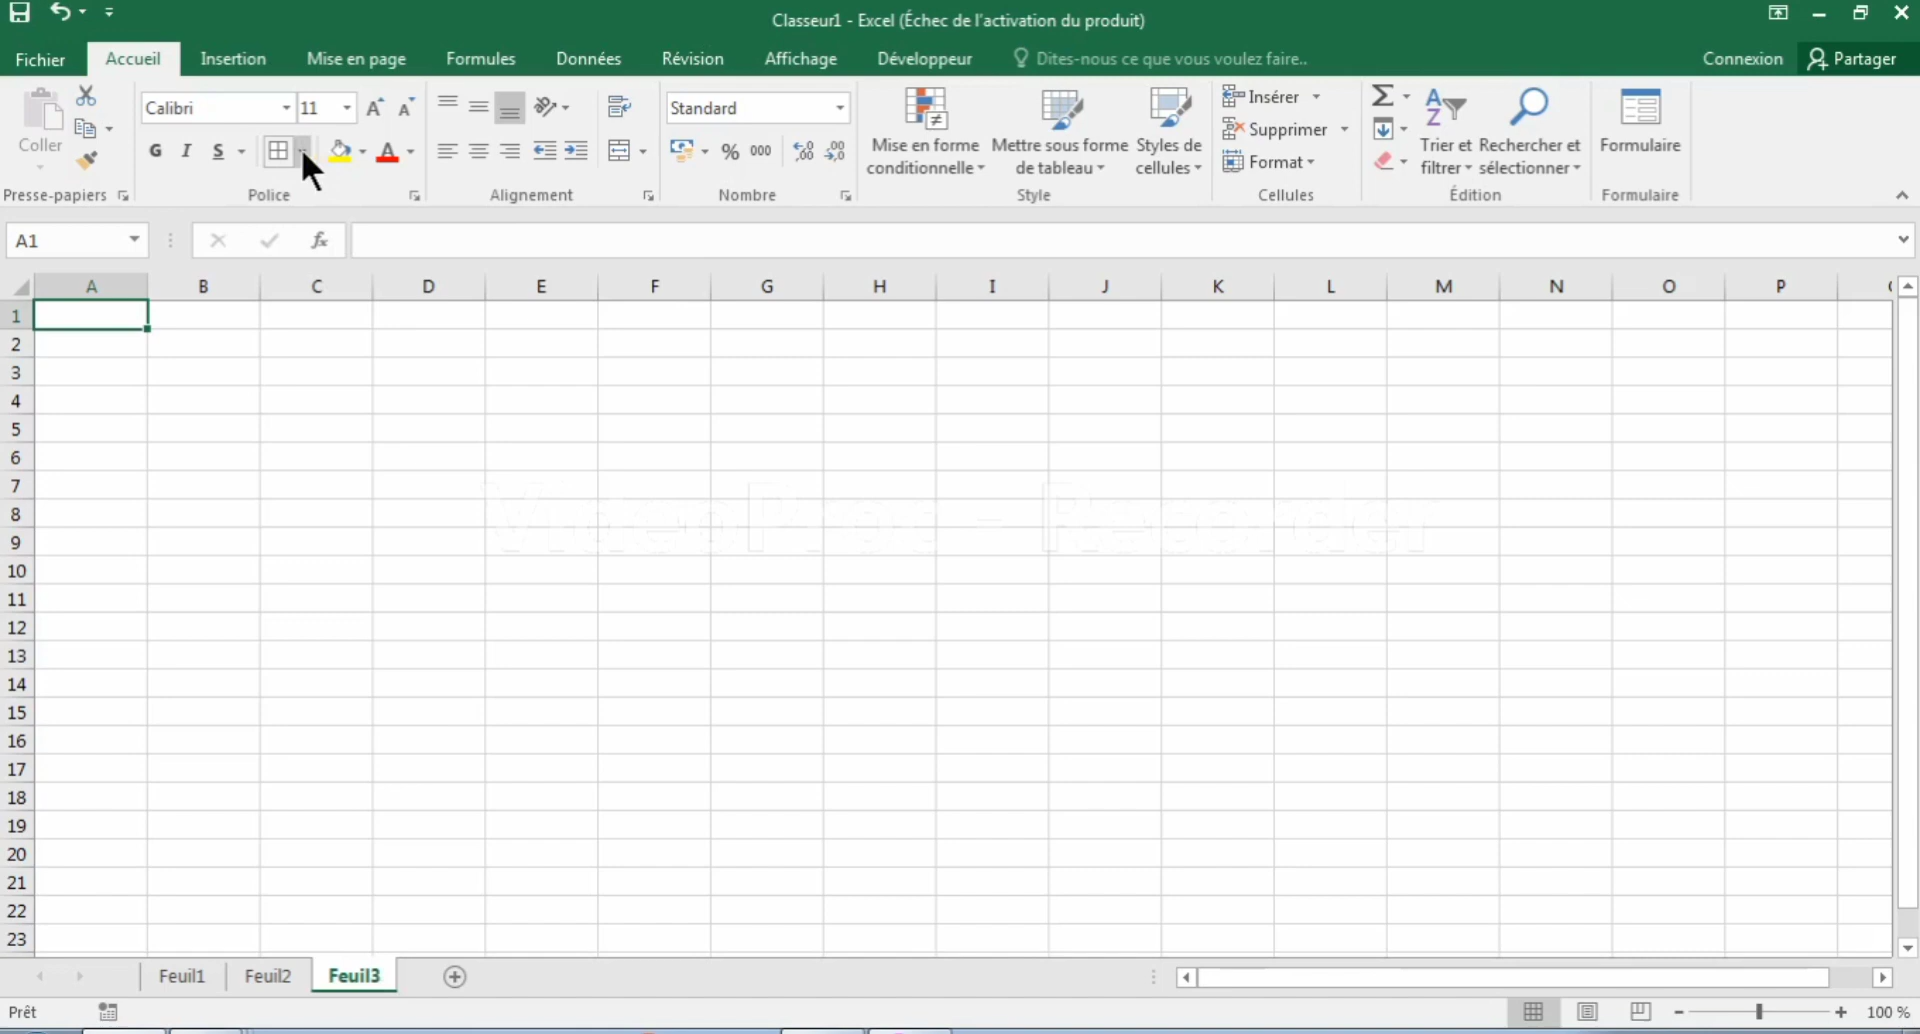 Classeur1 - Excel (Échec de l'activation du produit)
Fichier Accueil Insertion Mise en page Formules Données Révision Affichage Développeur Dites-nous ce que vous voulez faire.. Connexion Partager
Coller
Presse-papiers
Calibri 11
G I S A
Police
Alignement
Standard
% 000
Nombre
Mise en forme
conditionnelle
Mettre sous forme
de tableau
Styles de
cellules
Style
Insérer
Supprimer
Format
Cellules
Trier et
filtrer
Rechercher et
sélectionner
Édition
Formulaire
Formulaire
A1 fx
A B C D E F G H I J K L M N O P
1
2
3
4
5
6
7
8
VideoProc - Recorder
9
10
11
12
13
14
15
16
17
18
19
20
21
22
23
Feuil1 Feuil2 Feuil3
Prêt 100 %